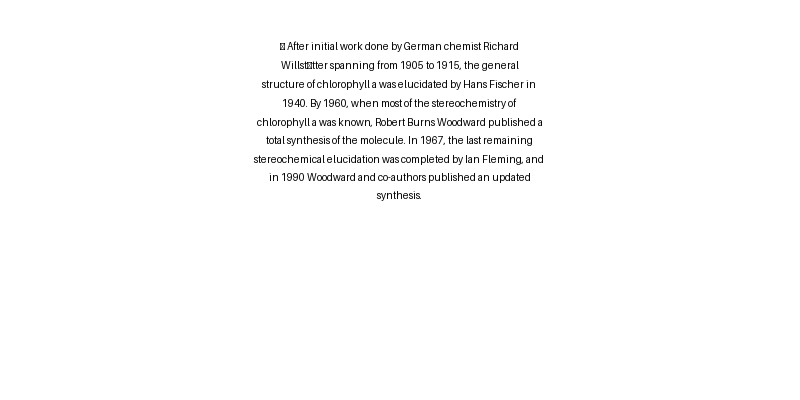 After initial work done by German chemist Richard
spanning from 1905 to 1915, the general
structure of chlorophyll a was elucidated by Hans Fischer in
1940. By 1960, when most of the stereochemistry of
chlorophyll a was known, Robert Burns Woodward published a
total synthesis of the molecule. In 1967, the last remaining
stereochemical elucidation was completed by Ian Fleming, and
in 1990 Woodward and co-authors published an updated
synthesis.